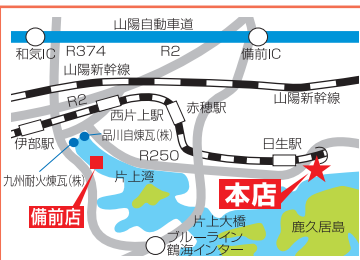 山陽自動車道
和気IC
R374
R2
備前IC
山陽新幹線
山陽新幹線
R2
西片上駅
赤穂駅
伊部駅
品川自煉瓦(株)
R250
日生駅
九州耐火煉瓦(株)
片上湾
本店
備前店
片上大橋
鹿久居島
ブルーライン
鶴海インター